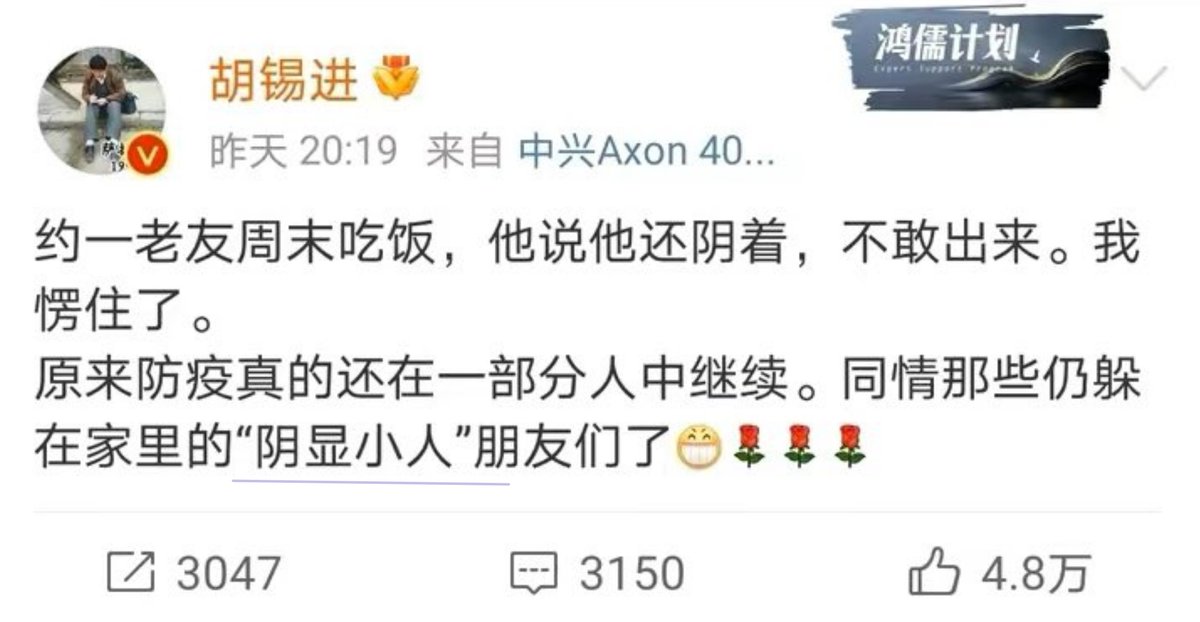 鸿儒计划
Expert Support Program
胡锡进
昨天 20:19 来自 中兴Axon 40...
约一老友周末吃饭，他说他还阴着，不敢出来。我
愣住了。
原来防疫真的还在一部分人中继续。同情那些仍躲
在家里的“阴显小人”朋友们了😁🌹🌹🌹
3047
3150
4.8万